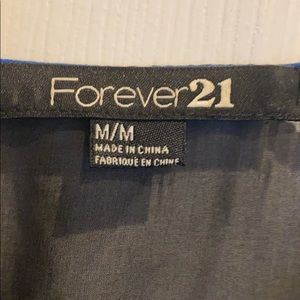 Forever21
M/M
MADE IN CHINA
FABRIQUÉ EN CHINE